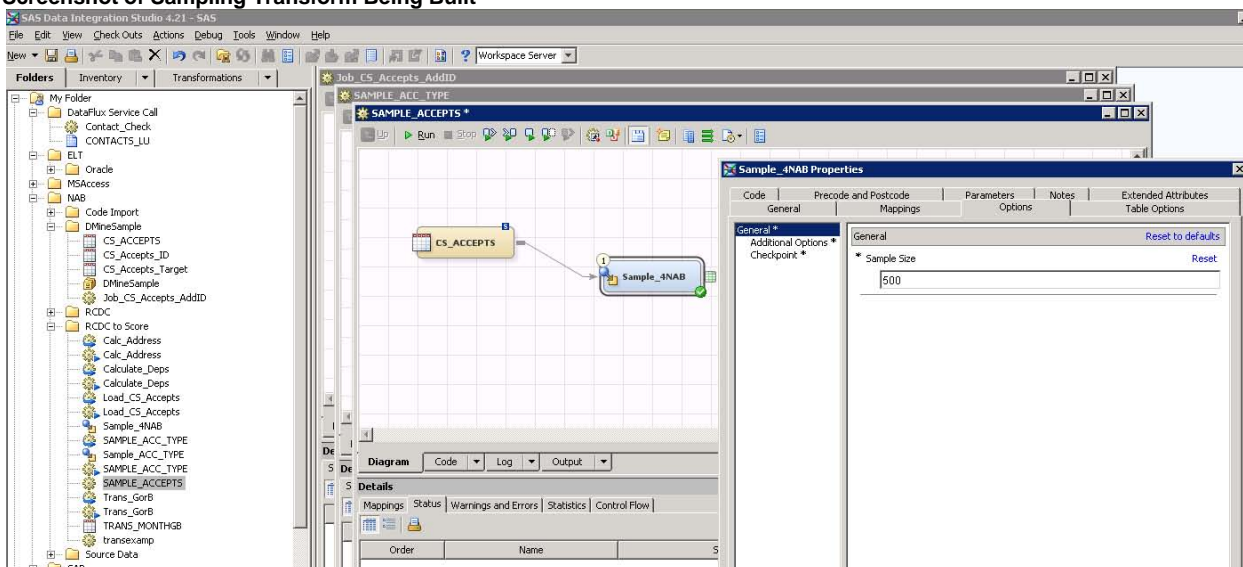 Screenshot of Sampling Transform Being Built
SAS Data Integration Studio 4.21 - SAS
File Edit View Check Outs Actions Debug Tools Window Help
New Workspace Server
Folders Inventory Transformations
My Folder
DataFlux Service Call
Contact_Check
CONTACTS_LU
ELT
Oracle
MSAccess
NAB
Code Import
DMineSample
CS_ACCEPTS
CS_Accepts_ID
CS_Accepts_Target
DMineSample
Job_CS_Accepts_AddID
RCDC
RCDC to Score
Calc_Address
Calc_Address
Calculate_Deps
Calculate_Deps
Load_CS_Accepts
Load_CS_Accepts
Sample_4NAB
SAMPLE_ACC_TYPE
Sample_ACC_TYPE
SAMPLE_ACC_TYPE
SAMPLE_ACCEPTS
Trans_GorB
Trans_GorB
TRANS_MONTHGB
transexamp
Source Data
Job_CS_Accepts_AddID
SAMPLE_ACC_TYPE
SAMPLE_ACCEPTS *
Up Run Stop
CS_ACCEPTS
1
Sample_4NAB
Diagram Code Log Output
De
De
S
S
Details
Mappings Status Warnings and Errors Statistics Control Flow
Order Name S
Sample_4NAB Properties
Code Precode and Postcode Parameters Notes Extended Attributes
General Mappings Options Table Options
General *
Additional Options *
Checkpoint *
General Reset to defaults
* Sample Size Reset
500